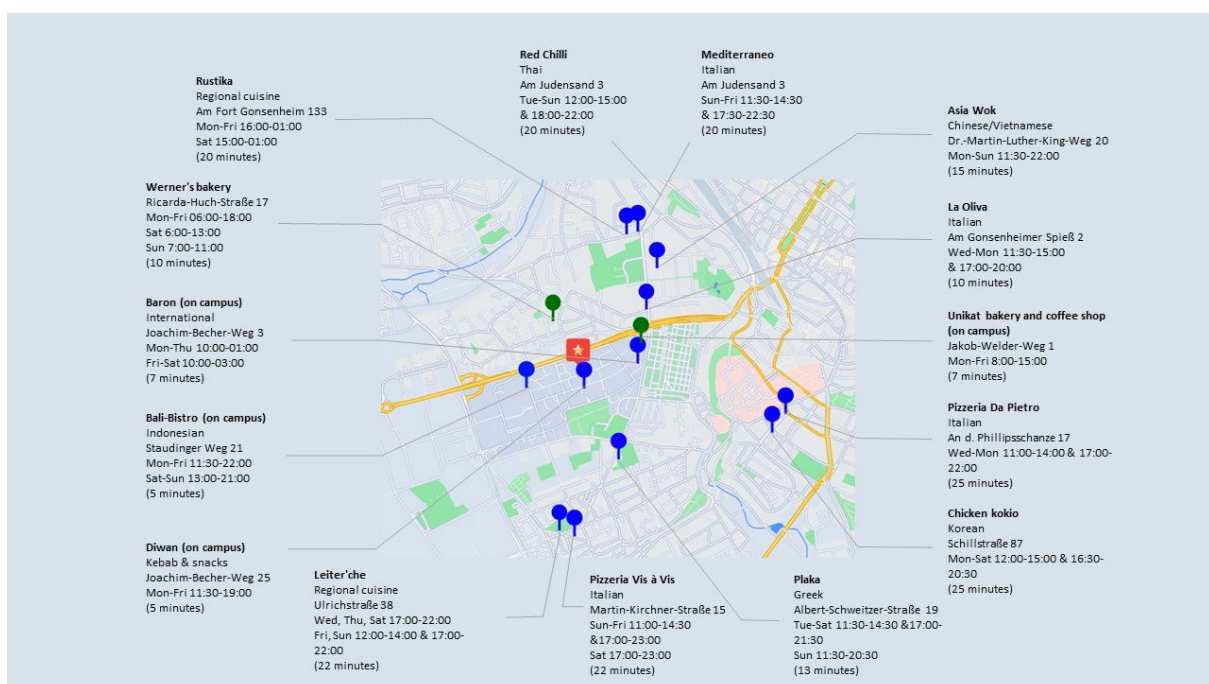 Rustika
Regional cuisine
Am Fort Gonsenheim 133
Mon-Fri 16:00-01:00
Sat 15:00-01:00
(20 minutes)
Red Chilli
Thai
Am Judensand 3
Tue-Sun 12:00-15:00
& 18:00-22:00
(20 minutes)
Mediterraneo
Italian
Am Judensand 3
Sun-Fri 11:30-14:30
& 17:30-22:30
(20 minutes)
Asia Wok
Chinese/Vietnamese
Dr.-Martin-Luther-King-Weg 20
Mon-Sun 11:30-22:00
(15 minutes)
Werner's bakery
Ricarda-Huch-Straße 17
Mon-Fri 06:00-18:00
Sat 6:00-13:00
Sun 7:00-11:00
(10 minutes)
La Oliva
Italian
Am Gonsenheimer Spieß 2
Wed-Mon 11:30-15:00
& 17:00-20:00
(10 minutes)
Baron (on campus)
International
Joachim-Becher-Weg 3
Mon-Thu 10:00-01:00
Fri-Sat 10:00-03:00
(7 minutes)
Unikat bakery and coffee shop
(on campus)
Jakob-Welder-Weg 1
Mon-Fri 8:00-15:00
(7 minutes)
Bali-Bistro (on campus)
Indonesian
Staudinger Weg 21
Mon-Fri 11:30-22:00
Sat-Sun 13:00-21:00
(5 minutes)
Pizzeria Da Pietro
Italian
An d. Phillipsschanze 17
Wed-Mon 11:00-14:00 & 17:00-
22:00
(25 minutes)
Diwan (on campus)
Kebab & snacks
Joachim-Becher-Weg 25
Mon-Fri 11:30-19:00
(5 minutes)
Chicken kokio
Korean
Schillstraße 87
Mon-Sat 12:00-15:00 & 16:30-
20:30
(25 minutes)
Leiter'che
Regional cuisine
Ulrichstraße 38
Wed, Thu, Sat 17:00-22:00
Fri, Sun 12:00-14:00 & 17:00-
22:00
(22 minutes)
Pizzeria Vis à Vis
Italian
Martin-Kirchner-Straße 15
Sun-Fri 11:00-14:30
&17:00-23:00
Sat 17:00-23:00
(22 minutes)
Plaka
Greek
Albert-Schweitzer-Straße 19
Tue-Sat 11:30-14:30 &17:00-
21:30
Sun 11:30-20:30
(13 minutes)